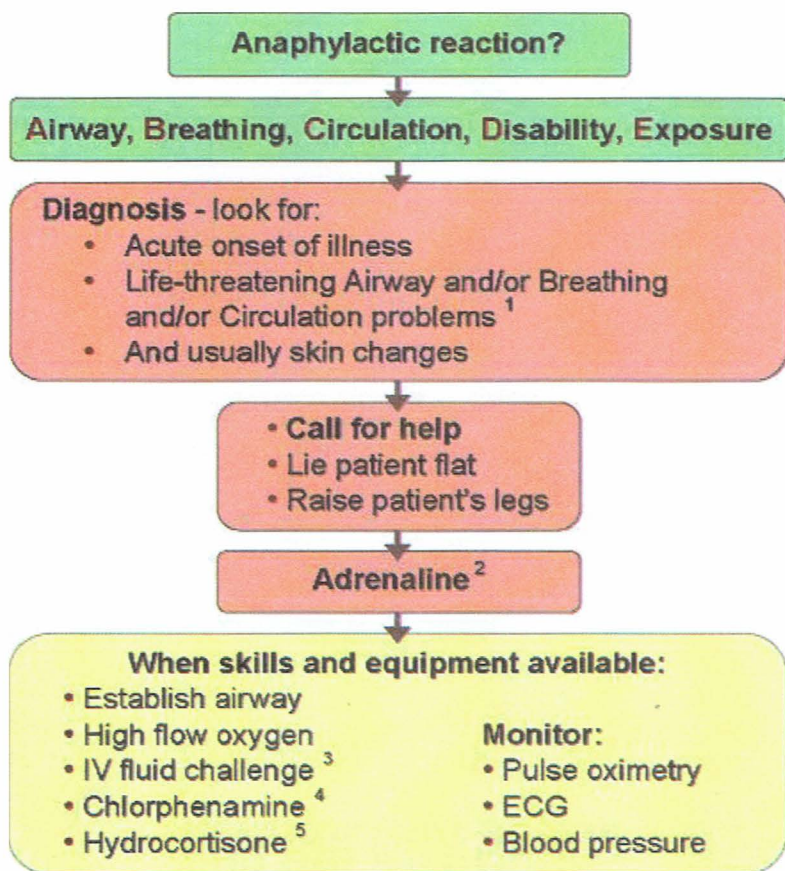 Anaphylactic reaction?
Airway, Breathing, Circulation, Disability, Exposure
Diagnosis - look for:
• Acute onset of illness
• Life-threatening Airway and/or Breathing
and/or Circulation problems 1
• And usually skin changes
• Call for help
• Lie patient flat
• Raise patient's legs
Adrenaline 2
When skills and equipment available:
• Establish airway
• High flow oxygen
• IV fluid challenge 3
• Chlorphenamine 4
• Hydrocortisone 5
Monitor:
• Pulse oximetry
• ECG
• Blood pressure